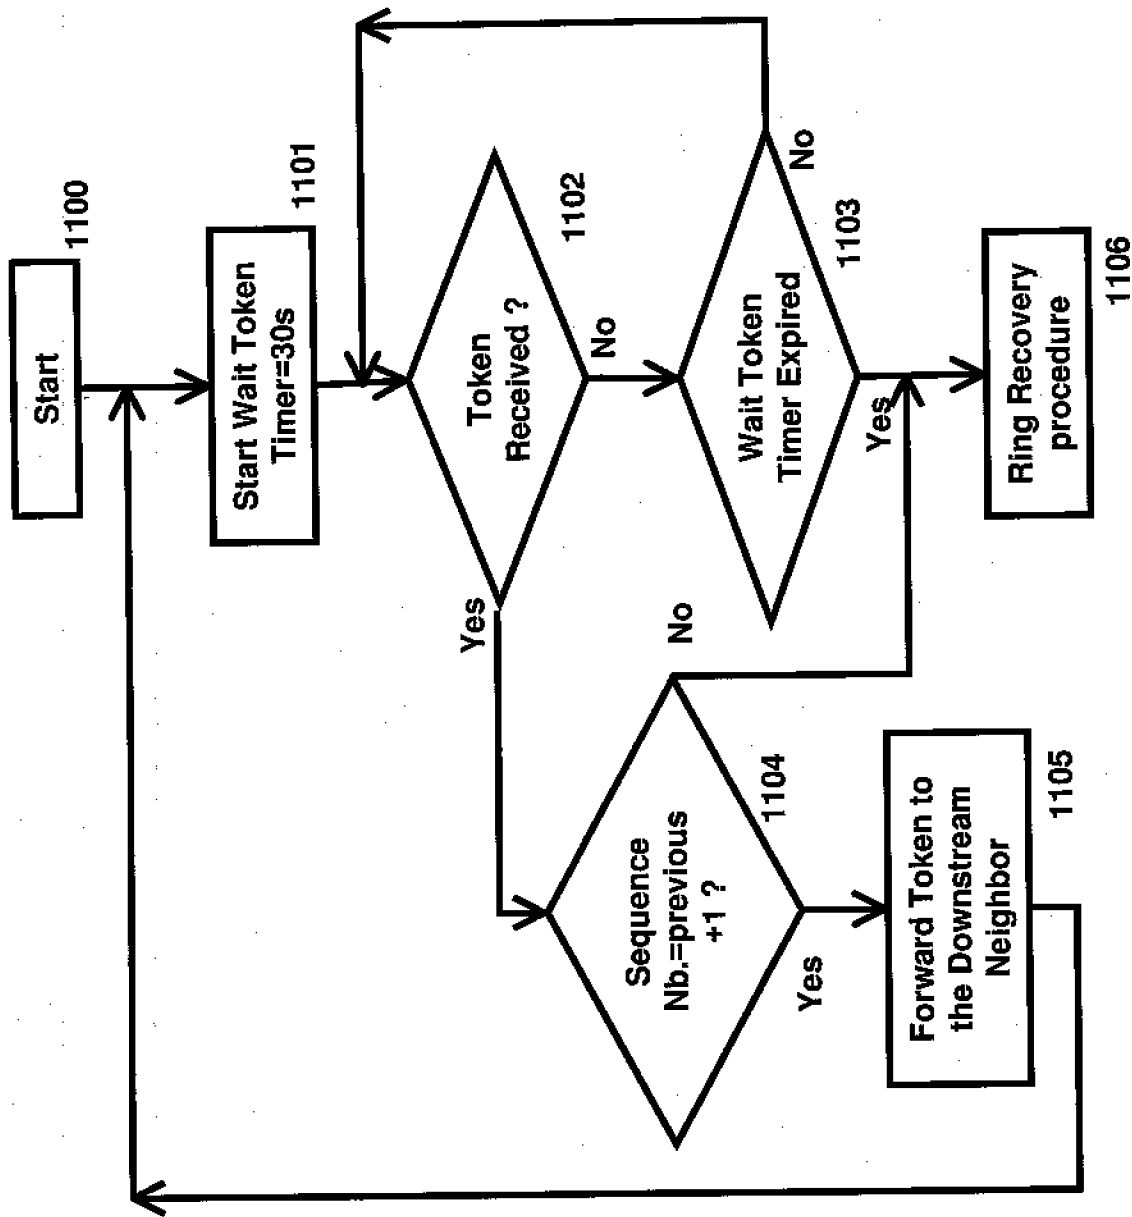 Start
1100
Start Wait Token
Timer=30s
1101
Token
Received ?
1102
Yes
No
Wait Token
Timer Expired
1103
No
Yes
Sequence
Nb.=previous
+1 ?
1104
No
Yes
Forward Token to
the Downstream
Neighbor
1105
Ring Recovery
procedure
1106